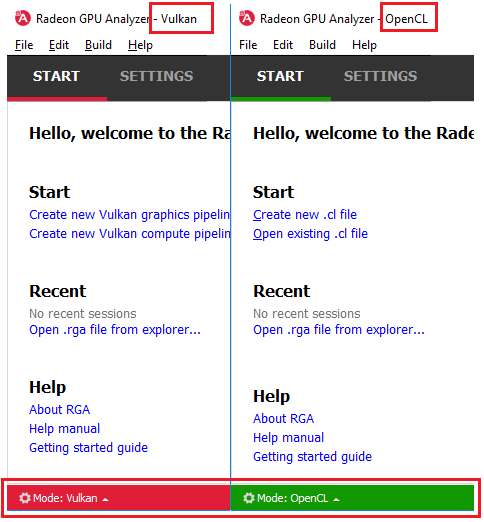 Radeon GPU Analyzer - Vulkan
File Edit Build Help
START SETTINGS
Hello, welcome to the Ra
Start
Create new Vulkan graphics pipelin
Create new Vulkan compute pipelin
Recent
No recent sessions
Open .rga file from explorer...
Help
About RGA
Help manual
Getting started guide
Mode: Vulkan
Radeon GPU Analyzer - OpenCL
File Edit Build Help
START SETTINGS
Hello, welcome to the Rade
Start
Create new .cl file
Open existing .cl file
Recent
No recent sessions
Open .rga file from explorer...
Help
About RGA
Help manual
Getting started guide
Mode: OpenCL